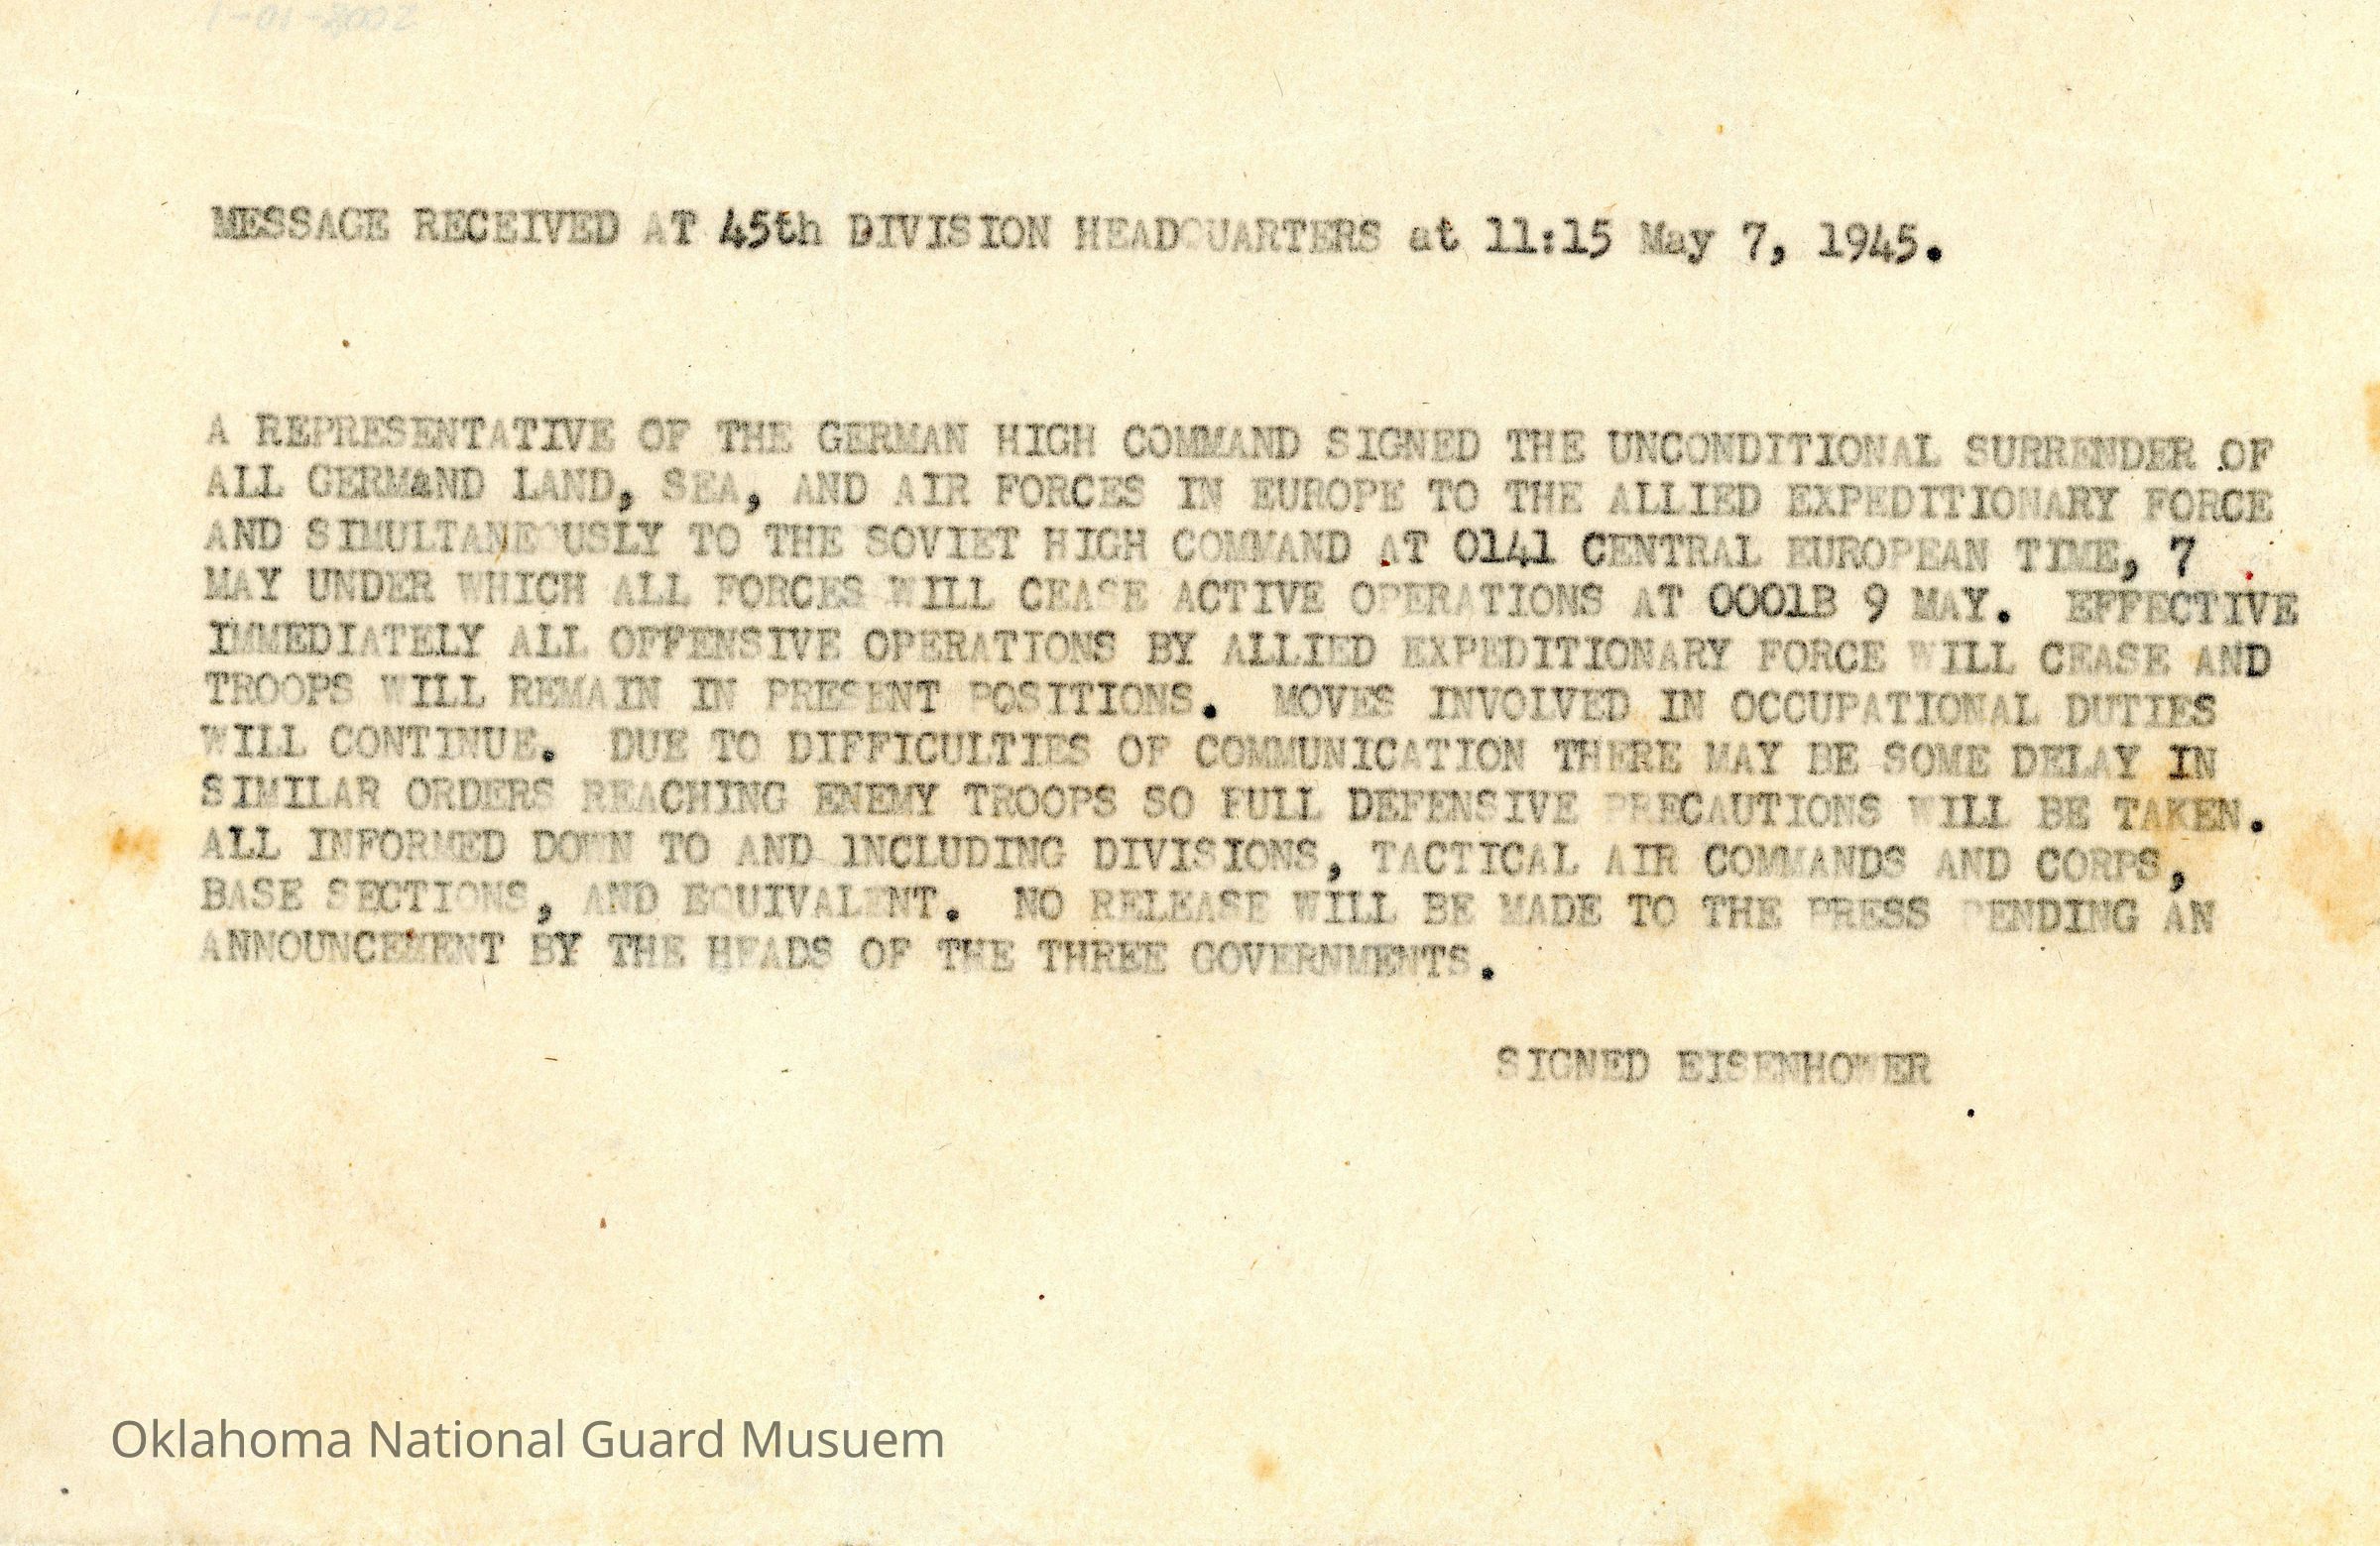 MESSAGE RECEIVED AT 45th DIVISION HEADQUARTERS at 11:15 May 7, 1945.
A REPRESENTATIVE OF THE GERMAN HIGH COMMAND SIGNED THE UNCONDITIONAL SURRENDER OF
ALL GERMAND LAND, SEA, AND AIR FORCES IN EUROPE TO THE ALLIED EXPEDITIONARY FORCE
AND SIMULTANEOUSLY TO THE SOVIET HIGH COMMAND AT 0141 CENTRAL EUROPEAN TIME, 7
MAY UNDER WHICH ALL FORCES WILL CEASE ACTIVE OPERATIONS AT 0001B 9 MAY. EFFECTIVE
IMMEDIATELY ALL OFFENSIVE OPERATIONS BY ALLIED EXPEDITIONARY FORCE WILL CEASE AND
TROOPS WILL REMAIN IN PRESENT POSITIONS. MOVES INVOLVED IN OCCUPATIONAL DUTIES
WILL CONTINUE. DUE TO DIFFICULTIES OF COMMUNICATION THERE MAY BE SOME DELAY IN
SIMILAR ORDERS REACHING ENEMY TROOPS SO FULL DEFENSIVE PRECAUTIONS WILL BE TAKEN.
ALL INFORMED DOWN TO AND INCLUDING DIVISIONS, TACTICAL AIR COMMANDS AND CORPS,
BASE SECTIONS, AND EQUIVALENT. NO RELEASE WILL BE MADE TO THE PRESS PENDING AN
ANNOUNCEMENT BY THE HEADS OF THE THREE GOVERNMENTS.
SIGNED EISENHOWER
Oklahoma National Guard Musuem